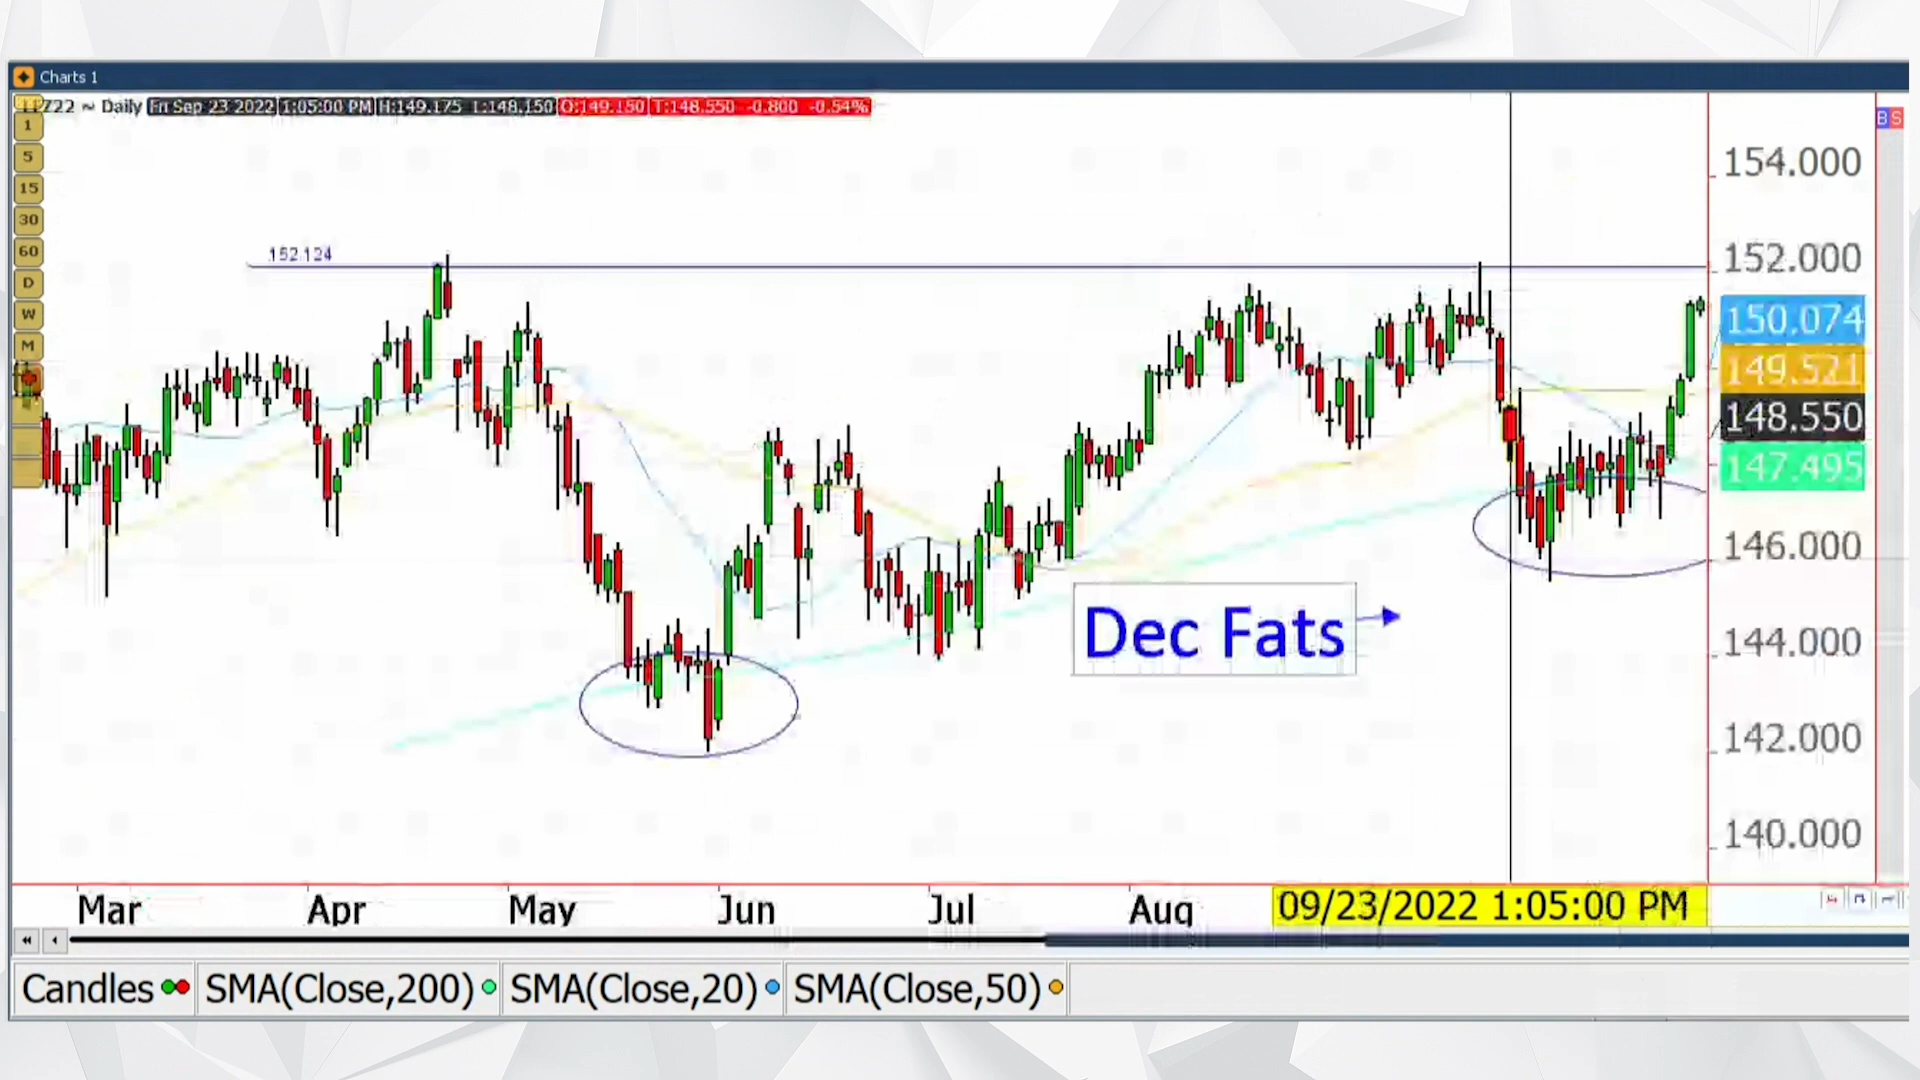 Charts 1
Z22 ~ Daily Fri Sep 23 2022 1:05:00 PM H:149.175 L:148.150 O:149.150 T:148.550 -0.800 -0.54%
1
5
15
30
60
D
W
M
B S
152.124
154.000
152.000
150.074
149.521
148.550
147.495
146.000
144.000
142.000
140.000
Dec Fats
Mar Apr May Jun Jul Aug 09/23/2022 1:05:00 PM
Candles SMA(Close,200) SMA(Close,20) SMA(Close,50)